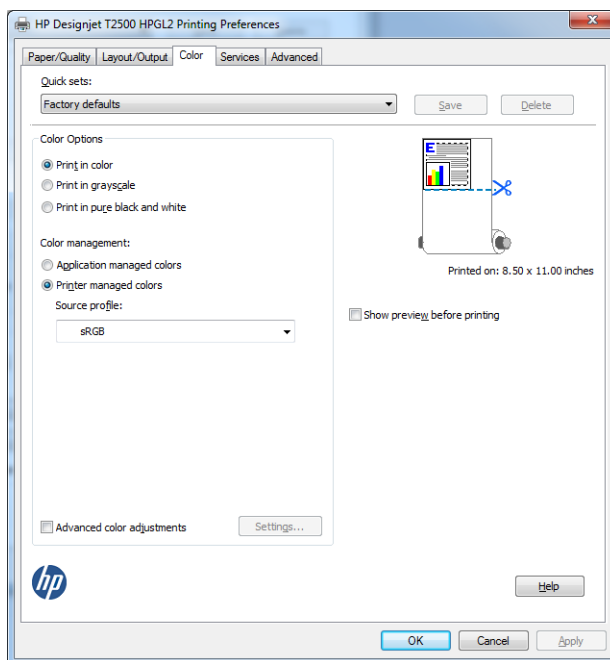 HP Designjet T2500 HPGL2 Printing Preferences
Paper/Quality Layout/Output Color Services Advanced
Quick sets:
Factory defaults
Save Delete
Color Options
Print in color
Print in grayscale
Print in pure black and white
Color management:
Application managed colors
Printer managed colors
Source profile:
sRGB
Advanced color adjustments Settings...
E
Printed on: 8.50 x 11.00 inches
Show preview before printing
hp
Help
OK Cancel Apply